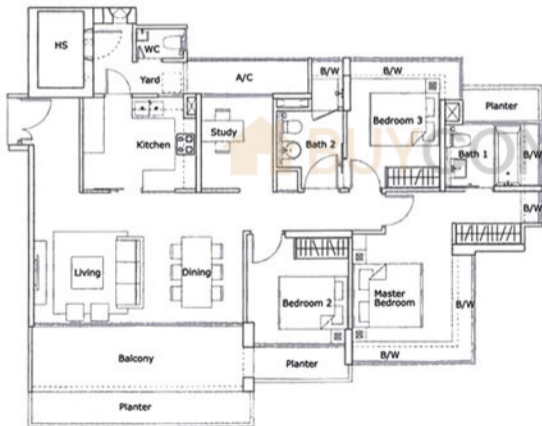 HS
WC
Yard
A/C
B/W
B/W
B/W
Planter
Kitchen
Study
Bath 2
Bedroom 3
Bath 1
B/W
B/W
BUYCON
Living
Dining
Bedroom 2
Master
Bedroom
B/W
B/W
Balcony
Planter
Planter